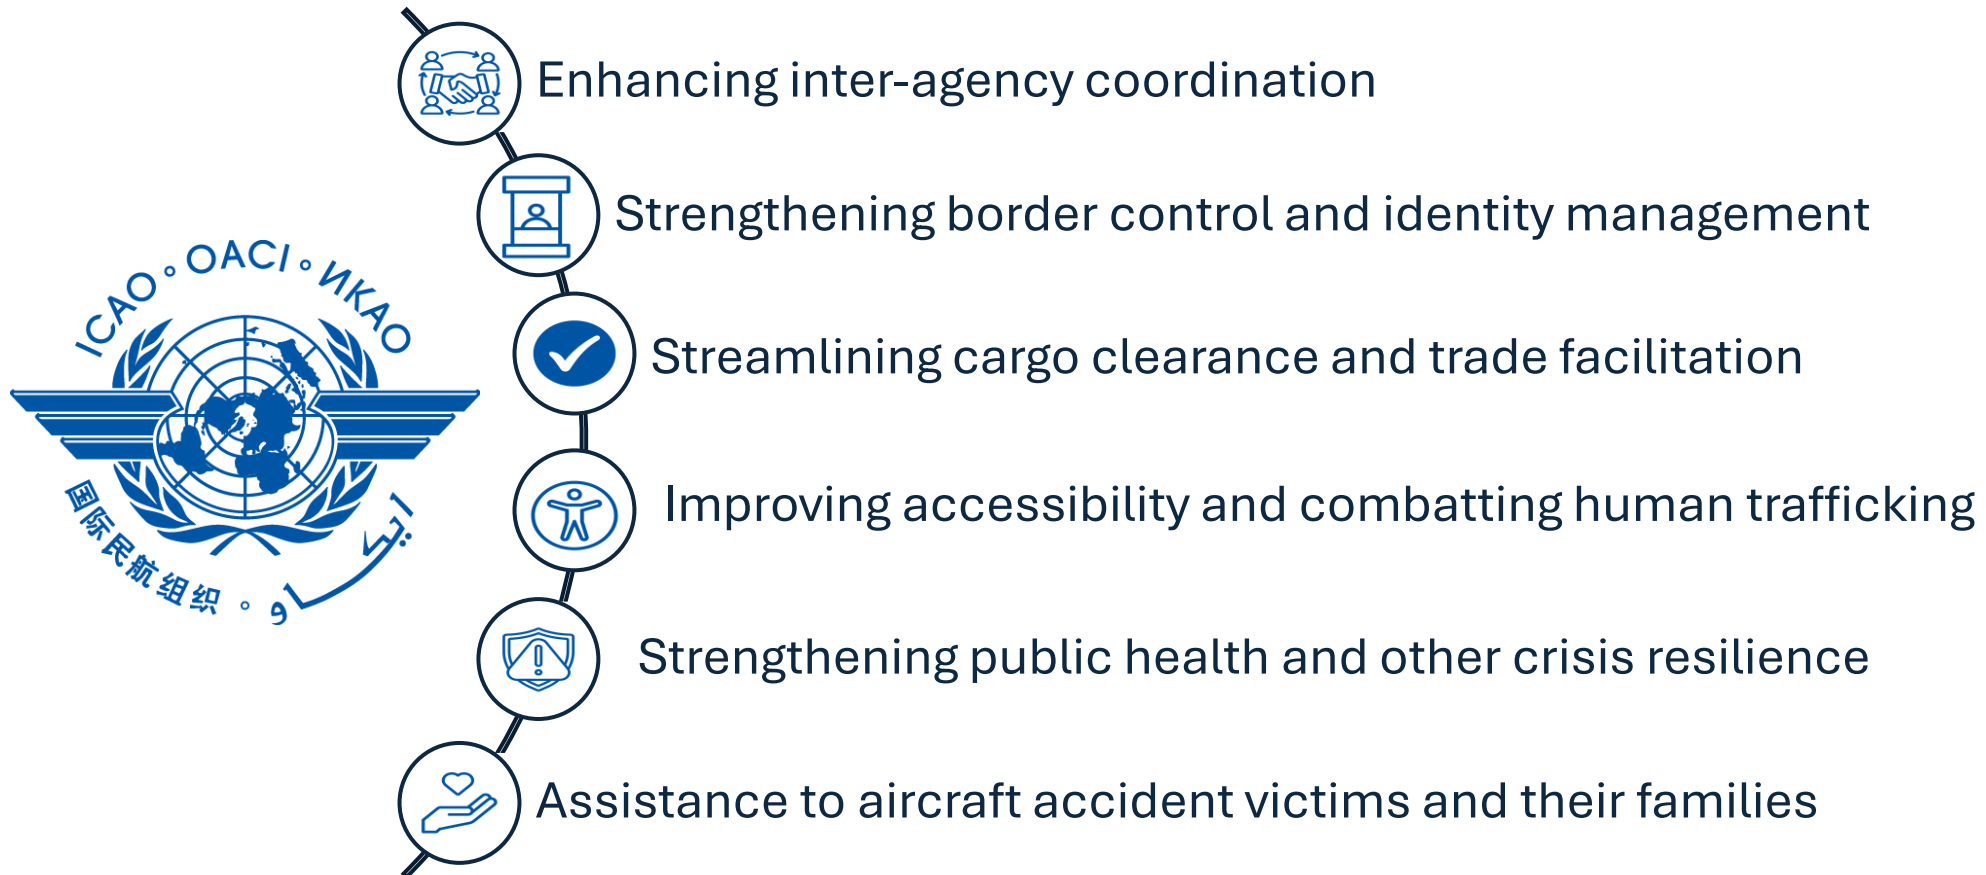 Enhancing inter-agency coordination
Strengthening border control and identity management
ICAO ° OACI ° ИКАО
Streamlining cargo clearance and trade facilitation
Improving accessibility and combatting human trafficking
国际民航组织 ° ايكاو
Strengthening public health and other crisis resilience
Assistance to aircraft accident victims and their families